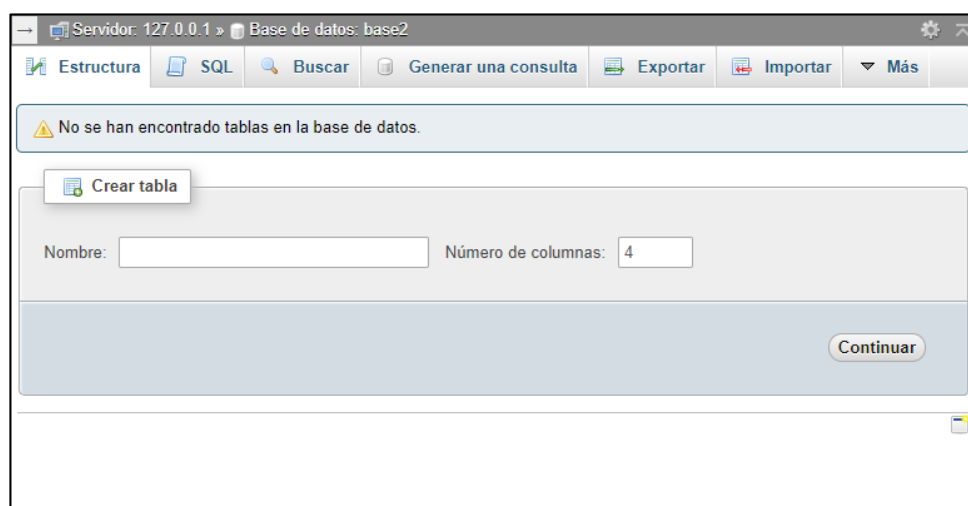 Servidor: 127.0.0.1 » Base de datos: base2
Estructura SQL Buscar Generar una consulta Exportar Importar Más
No se han encontrado tablas en la base de datos.
Crear tabla
Nombre: Número de columnas: 4
Continuar